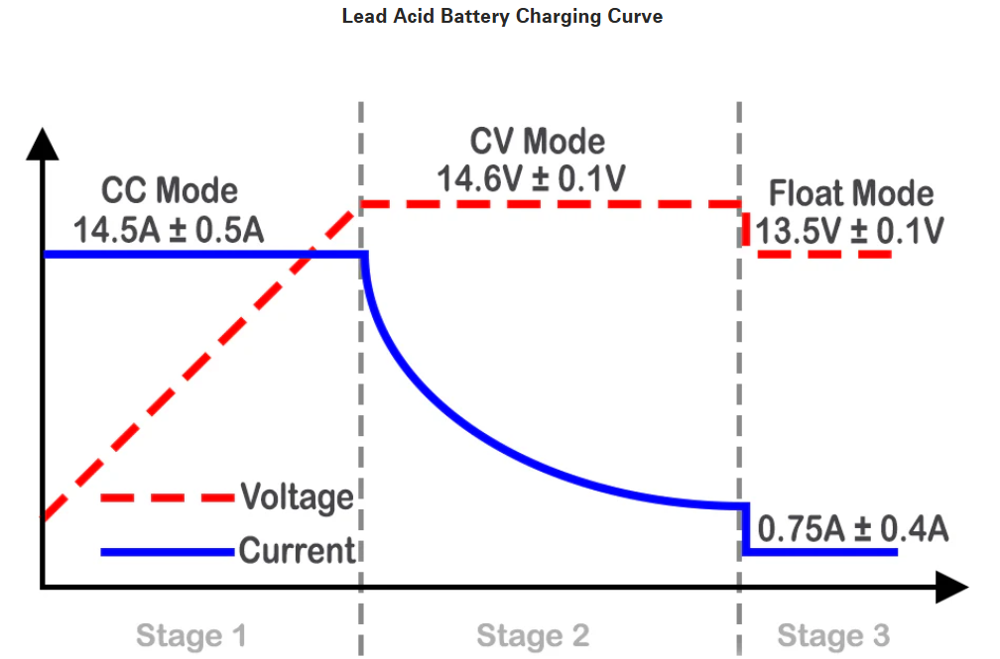 Lead Acid Battery Charging Curve
CC Mode
14.5A ± 0.5A
CV Mode
14.6V ± 0.1V
Float Mode
13.5V ± 0.1V
Voltage
Current
0.75A ± 0.4A
Stage 1
Stage 2
Stage 3